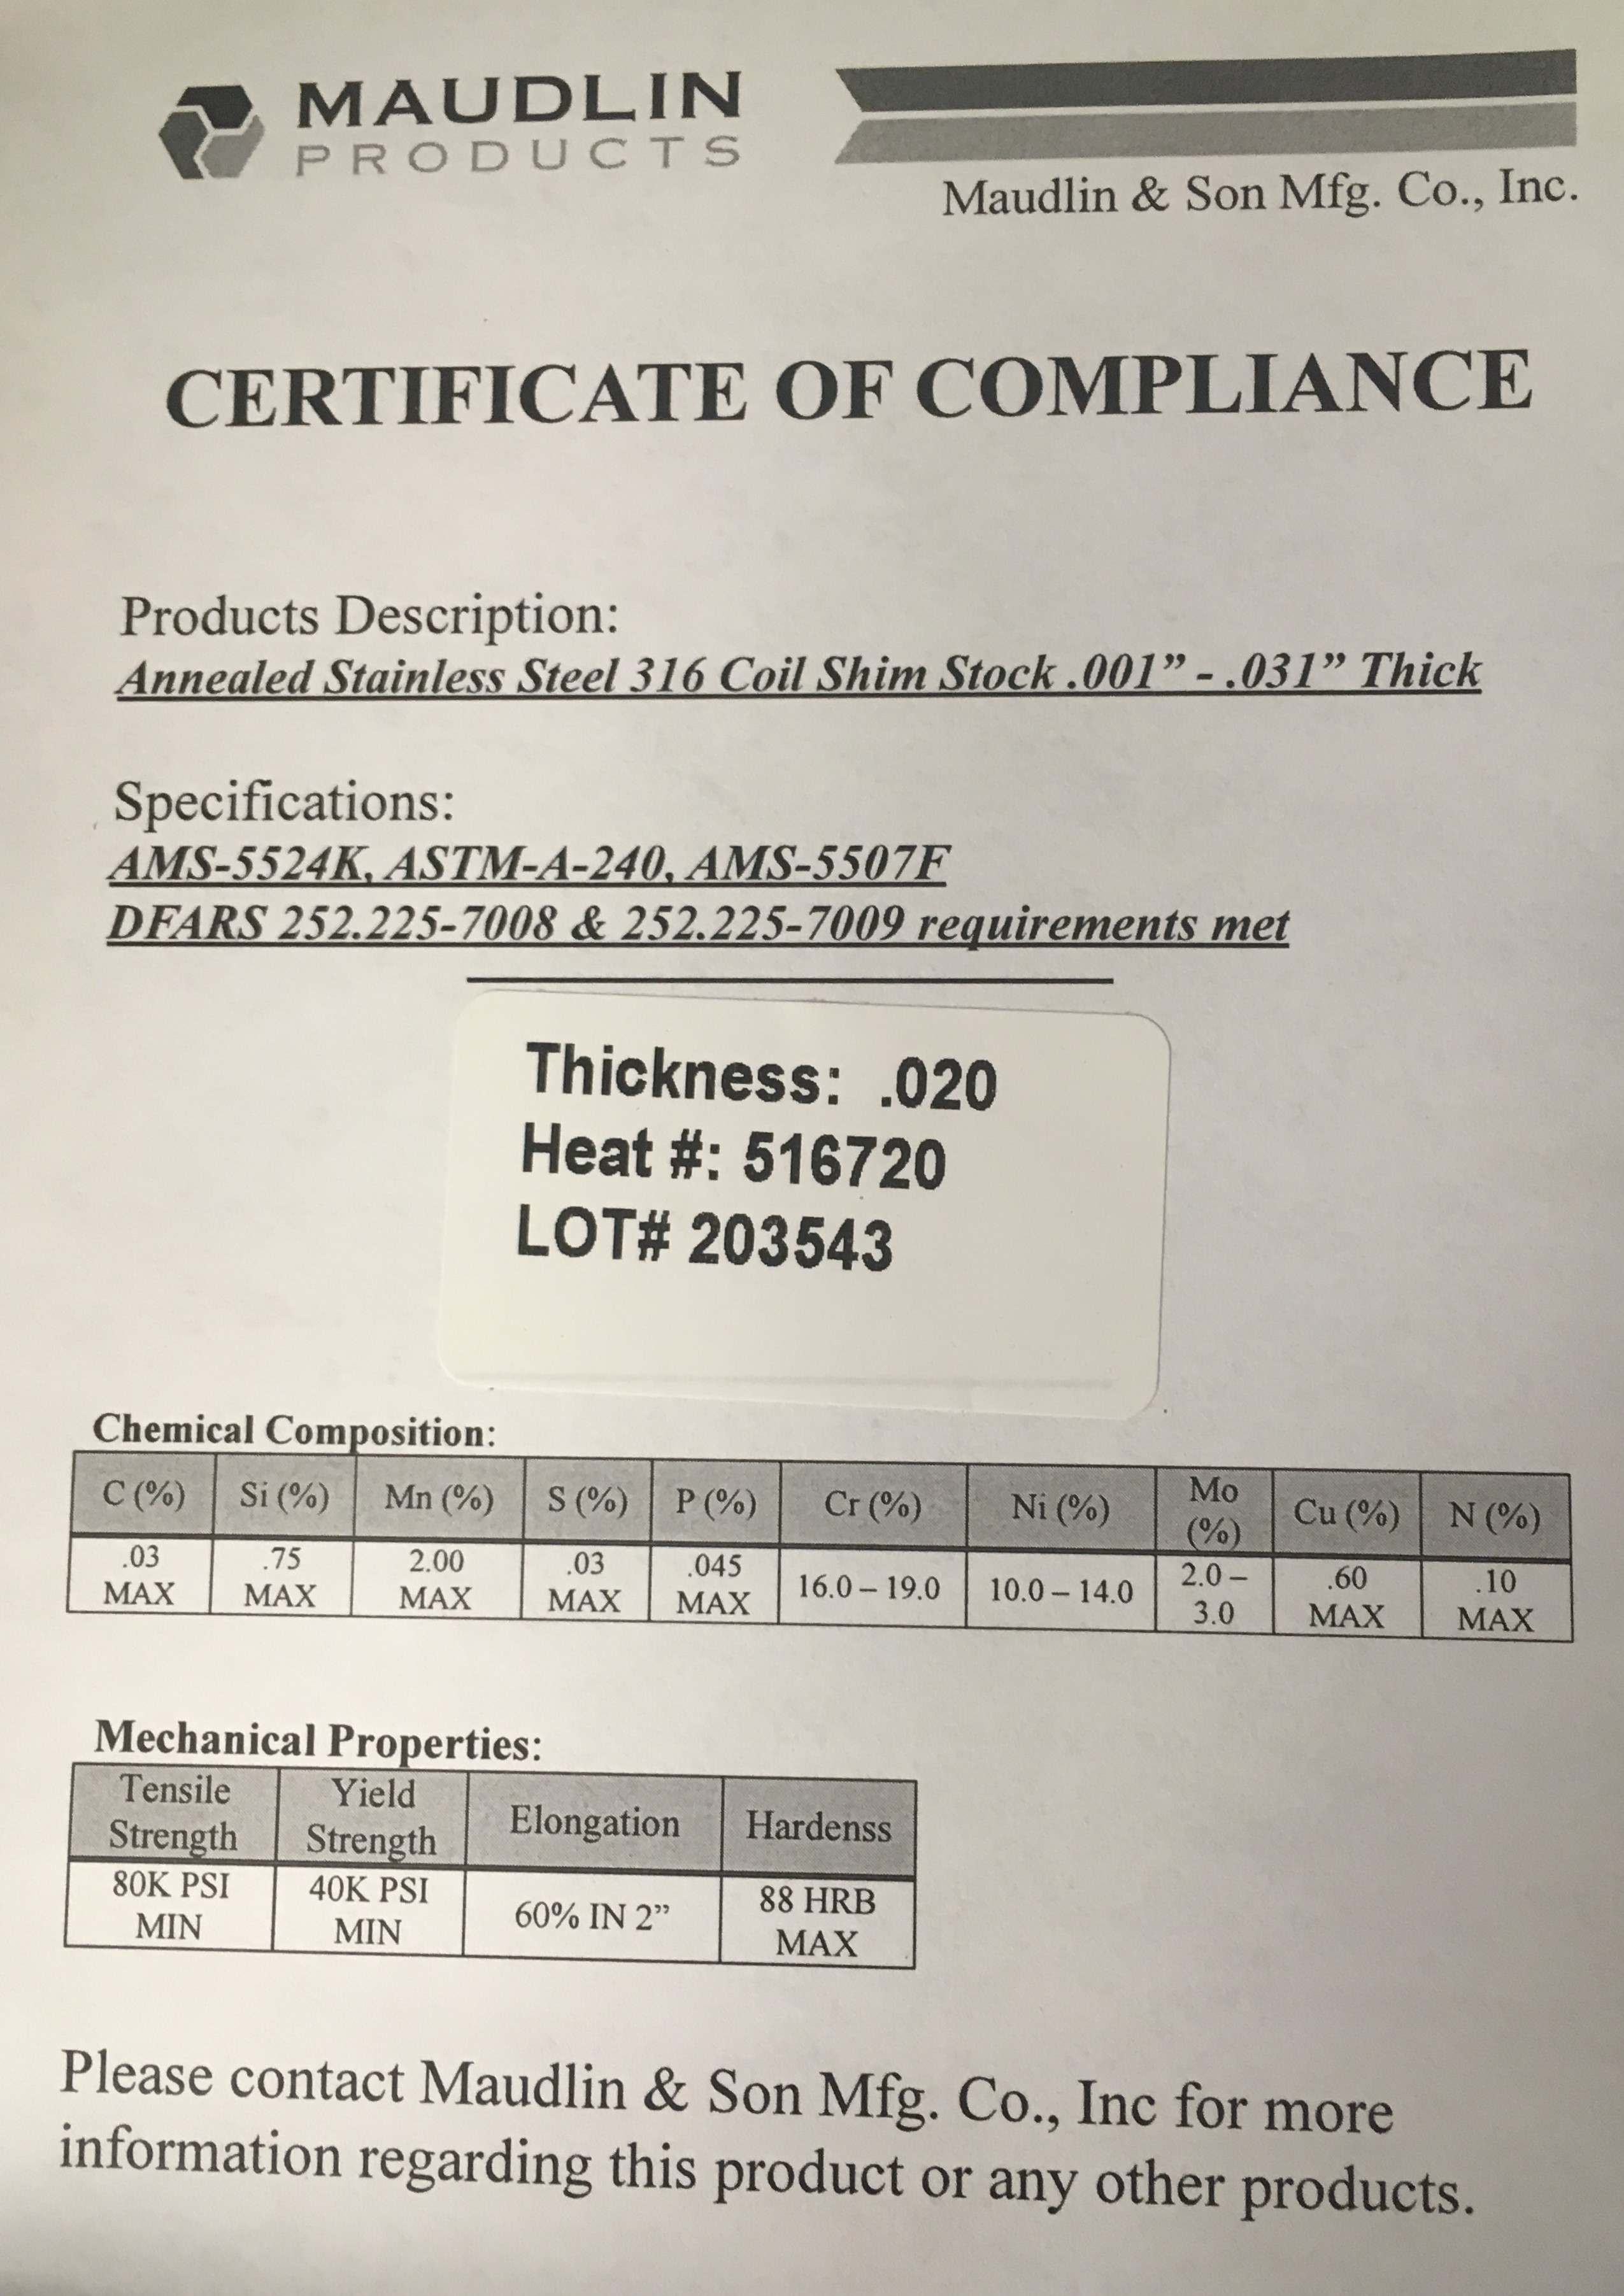 MAUDLIN
PRODUCTS
Maudlin & Son Mfg. Co., Inc.
CERTIFICATE OF COMPLIANCE
Products Description:
Annealed Stainless Steel 316 Coil Shim Stock .001” - .031” Thick
Specifications:
AMS-5524K, ASTM-A-240, AMS-5507F
DFARS 252.225-7008 & 252.225-7009 requirements met
Thickness: .020
Heat #: 516720
LOT# 203543
Chemical Composition:
C (%) Si (%) Mn (%) S (%) P (%) Cr (%) Ni (%) Mo (%) Cu (%) N (%)
.03 MAX .75 MAX 2.00 MAX .03 MAX .045 MAX 16.0 – 19.0 10.0 – 14.0 2.0 – 3.0 .60 MAX .10 MAX
Mechanical Properties:
Tensile Strength Yield Strength Elongation Hardenss
80K PSI MIN 40K PSI MIN 60% IN 2” 88 HRB MAX
Please contact Maudlin & Son Mfg. Co., Inc for more
information regarding this product or any other products.